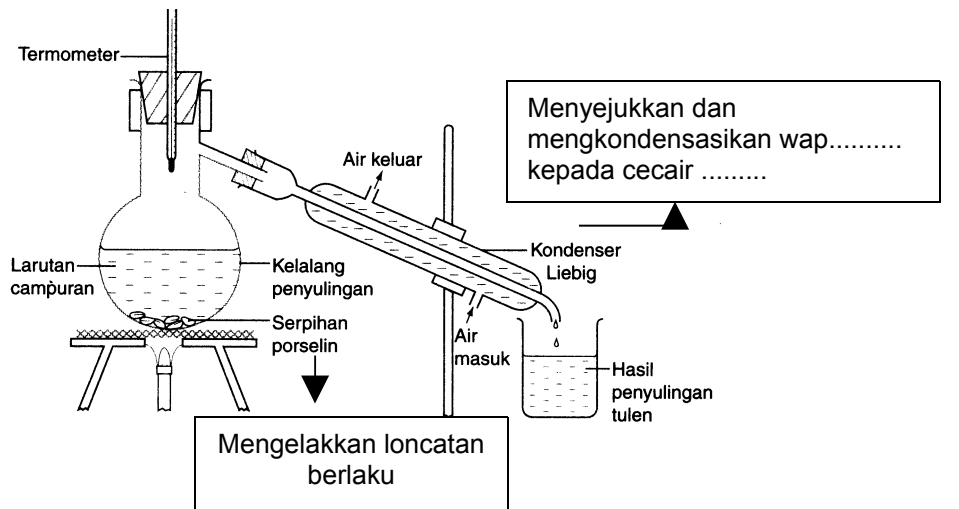 Termometer
Menyejukkan dan
mengkondensasikan wap..........
kepada cecair .........
Air keluar
Kondenser
Liebig
Larutan
campuran
Kelalang
penyulingan
Serpihan
porselin
Air
masuk
Hasil
penyulingan
tulen
Mengelakkan loncatan
berlaku